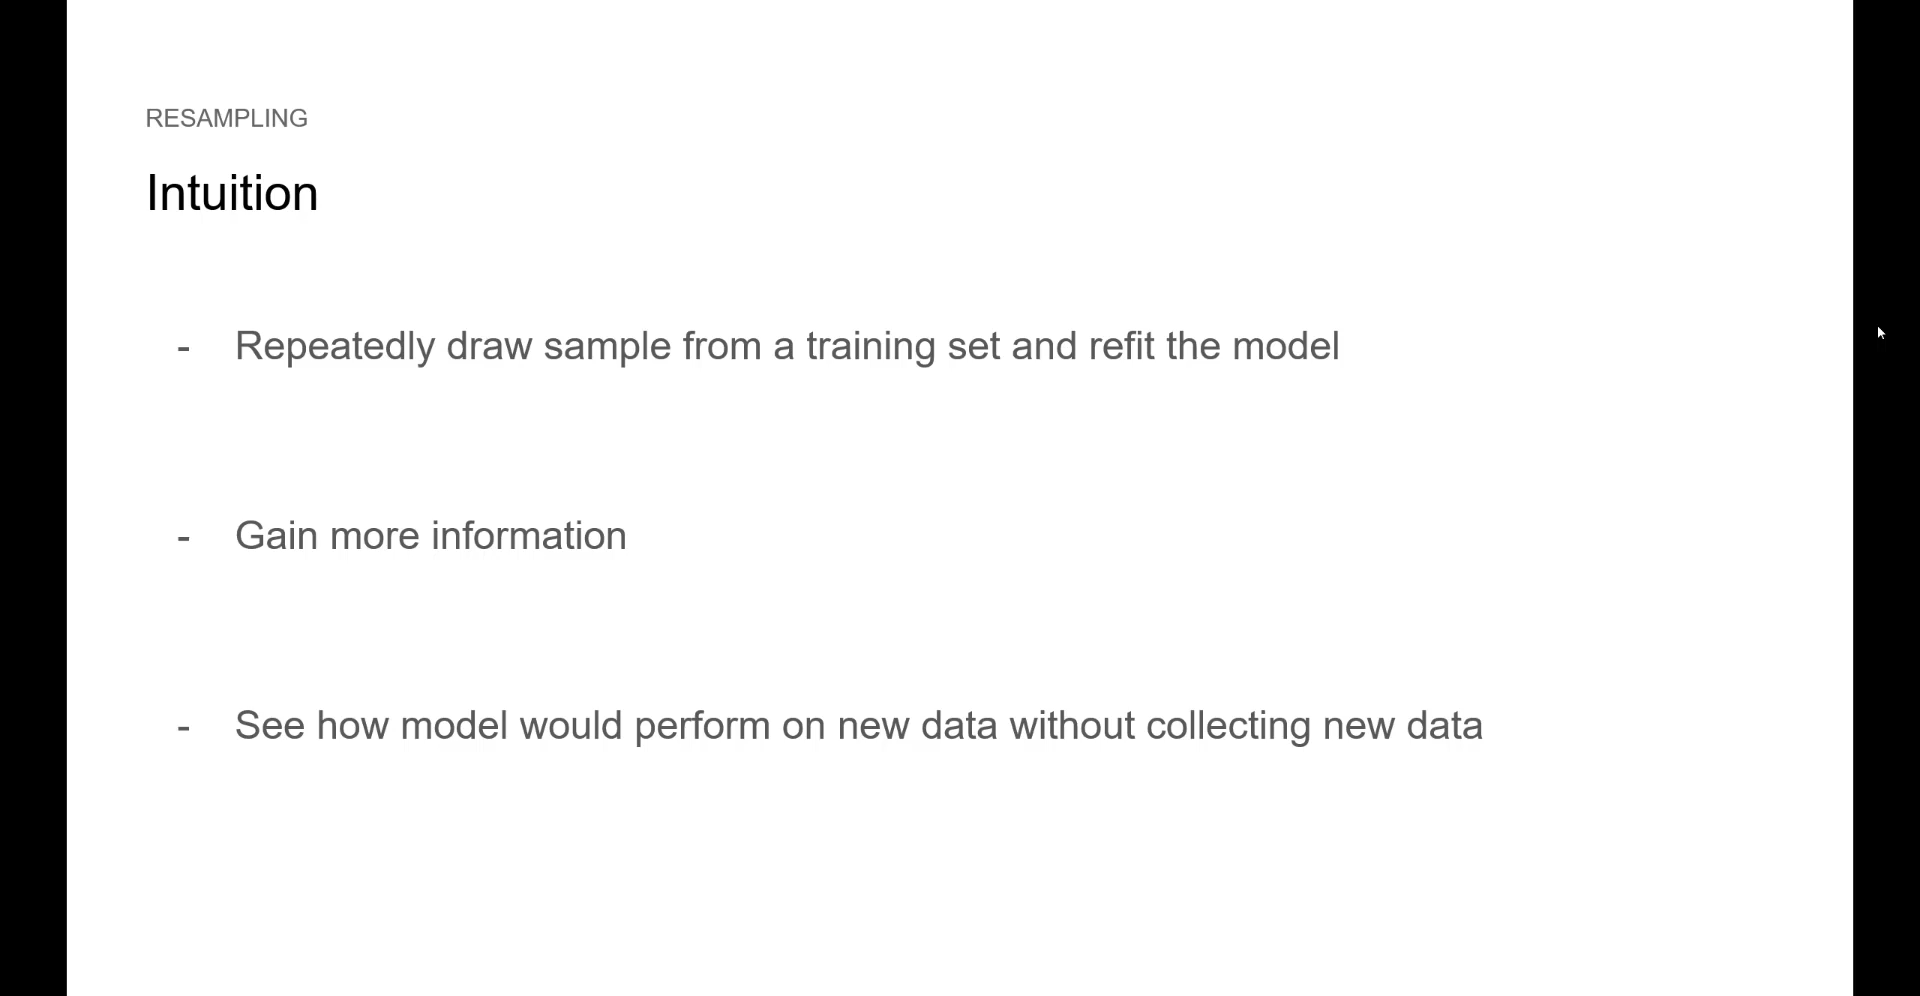 RESAMPLING
Intuition
- Repeatedly draw sample from a training set and refit the model
- Gain more information
- See how model would perform on new data without collecting new data